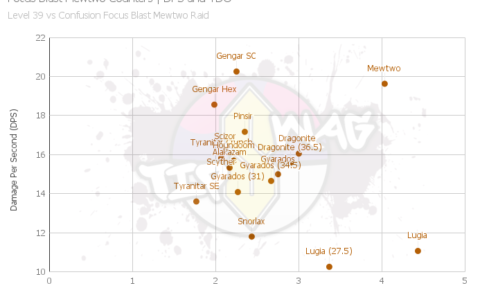 Focus Blast Mewtwo Counters | DPS and TDO
Level 39 vs Confusion Focus Blast Mewtwo Raid
Damage Per Second (DPS)
22
20
18
16
14
12
10
0
1
2
3
4
5
Gengar SC
Mewtwo
Gengar Hex
Pinsir
Scizor
Dragonite
Tyranitar Crunch
Houndoom
Dragonite (36.5)
Alakazam
Scyther
Gyarados
Gyarados (34.5)
Gyarados (31)
Tyranitar SE
Snorlax
Lugia
Lugia (27.5)